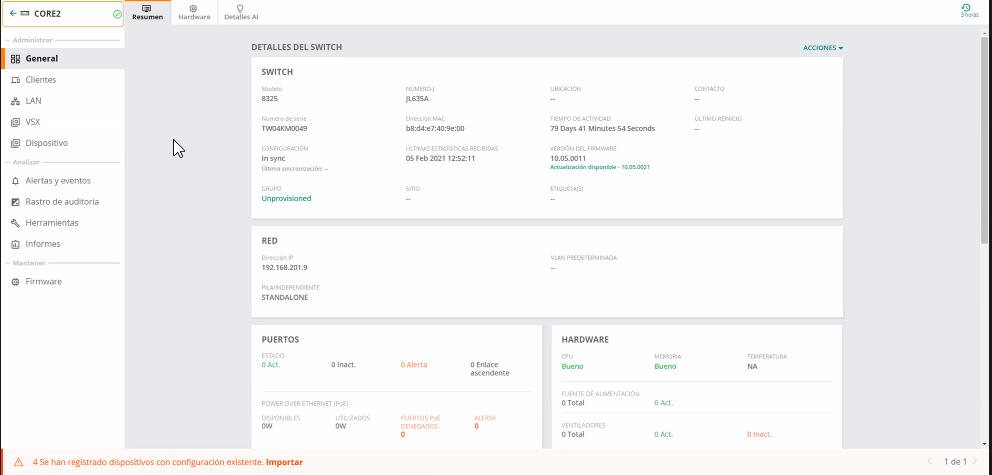 CORE2
Resumen
Hardware
Detalles AI
3 horas
Administrar
General
Clientes
LAN
VSX
Dispositivo
Analizar
Alertas y eventos
Rastro de auditoría
Herramientas
Informes
Mantener
Firmware
DETALLES DEL SWITCH
ACCIONES
SWITCH
Modelo
8325
NÚMERO-J
JL635A
UBICACIÓN
--
CONTACTO
--
Número de serie
TW04KM0049
Dirección MAC
b8:d4:e7:40:9e:00
TIEMPO DE ACTIVIDAD
79 Days 41 Minutes 54 Seconds
ÚLTIMO REINICIO
--
CONFIGURACIÓN
In sync
Última sincronización: --
ÚLTIMAS ESTADÍSTICAS RECIBIDAS
05 Feb 2021 12:52:11
VERSIÓN DEL FIRMWARE
10.05.0011
Actualización disponible - 10.05.0021
GRUPO
Unprovisioned
SITIO
--
ETIQUETA(S)
--
RED
Dirección IP
192.168.201.9
VLAN PREDETERMINADA
--
PILA/INDEPENDIENTE
STANDALONE
PUERTOS
ESTADO
0 Act.
0 Inact.
0 Alerta
0 Enlace
ascendente
POWER OVER ETHERNET (PoE)
DISPONIBLES
0W
UTILIZADOS
0W
PUERTOS PoE
DENEGADOS
0
ALERTA
0
HARDWARE
CPU
Bueno
MEMORIA
Bueno
TEMPERATURA
NA
FUENTE DE ALIMENTACIÓN
0 Total
0 Act.
VENTILADORES
0 Total
0 Act.
0 Inact.
4 Se han registrado dispositivos con configuración existente. Importar
1 de 1